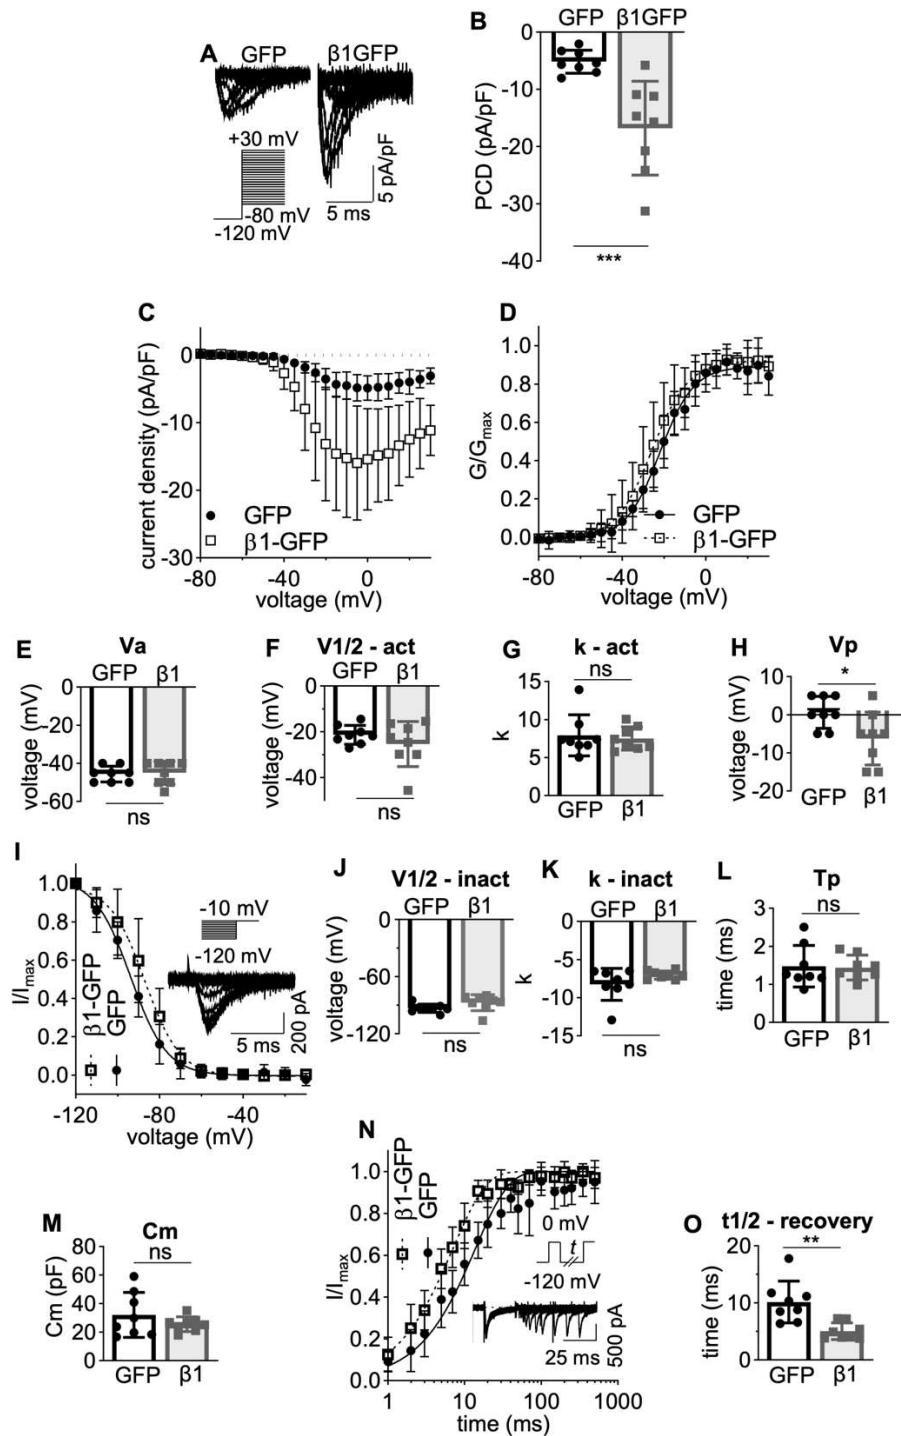 A
GFP
β1GFP
+30 mV
-80 mV
-120 mV
5 ms
5 pA/pF
B
GFP
β1GFP
0
-10
-20
-30
-40
PCD (pA/pF)
***
C
0
-10
-20
-30
current density (pA/pF)
GFP
β1-GFP
-80
-40
0
voltage (mV)
D
1.0
0.8
0.6
0.4
0.2
0.0
G/Gmax
GFP
β1-GFP
-80
-40
0
voltage (mV)
E
Va
GFP
β1
0
-20
-40
-60
voltage (mV)
ns
F
V1/2 - act
GFP
β1
0
-20
-40
voltage (mV)
ns
G
k - act
ns
15
10
5
0
k
GFP
β1
H
Vp
*
10
0
-10
-20
voltage (mV)
GFP
β1
I
1.0
0.8
0.6
0.4
0.2
0.0
I/Imax
β1-GFP
GFP
-10 mV
-120 mV
5 ms
200 pA
-120
-80
-40
voltage (mV)
J
V1/2 - inact
GFP
β1
0
-60
-120
voltage (mV)
ns
K
k - inact
GFP
β1
0
-5
-10
-15
k
ns
L
Tp
ns
3
2
1
0
time (ms)
GFP
β1
M
Cm
ns
80
60
40
20
0
Cm (pF)
GFP
β1
N
1.0
0.8
0.6
0.4
0.2
0.0
I/Imax
β1-GFP
GFP
0 mV
t
-120 mV
25 ms
500 pA
1
10
100
1000
time (ms)
O
t1/2 - recovery
**
20
10
0
time (ms)
GFP
β1